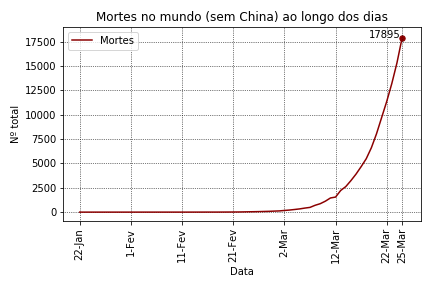 Mortes no mundo (sem China) ao longo dos dias
Mortes
17895
17500
15000
12500
10000
7500
5000
2500
0
Nº total
22-Jan
1-Fev
11-Fev
21-Fev
2-Mar
12-Mar
22-Mar
25-Mar
Data